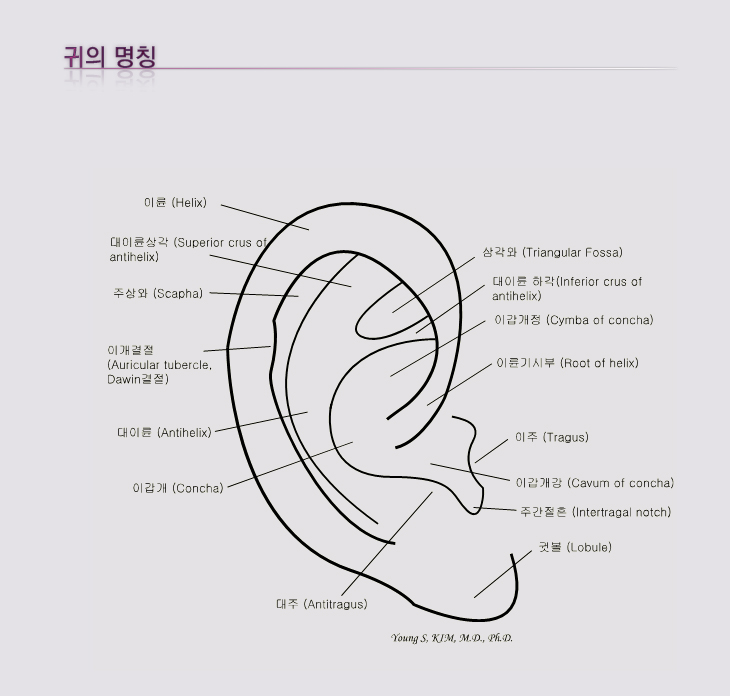 귀의 명칭
이륜 (Helix)
대이륜상각 (Superior crus of
antihelix)
주상와 (Scapha)
이개결절
(Auricular tubercle,
Dawin결절)
대이륜 (Antihelix)
이갑개 (Concha)
대주 (Antitragus)
삼각와 (Triangular Fossa)
대이륜 하각(Inferior crus of
antihelix)
이갑개정 (Cymba of concha)
이륜기시부 (Root of helix)
이주 (Tragus)
이갑개강 (Cavum of concha)
주간절흔 (Intertragal notch)
귓볼 (Lobule)
Young S, KIM, M.D., Ph.D.